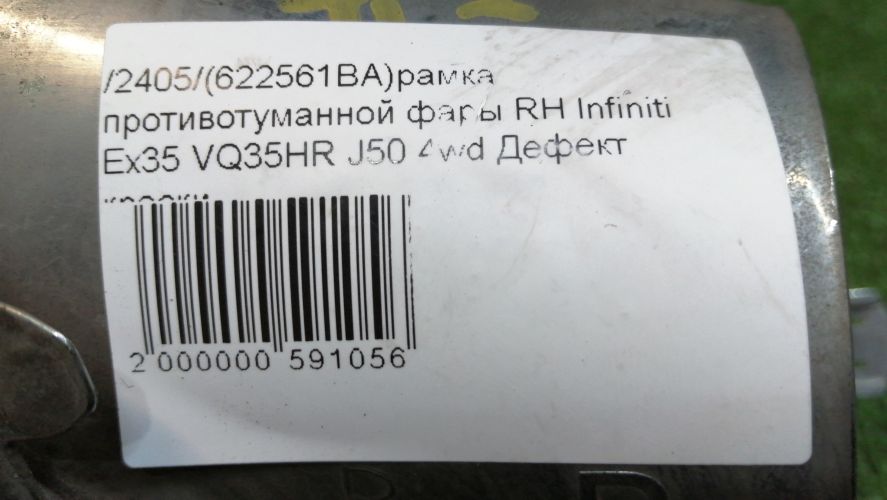 /2405/(622561BA)рамка
противотуманной фары RH Infiniti
Ex35 VQ35HR J50 4wd Дефект
2 000000 591056